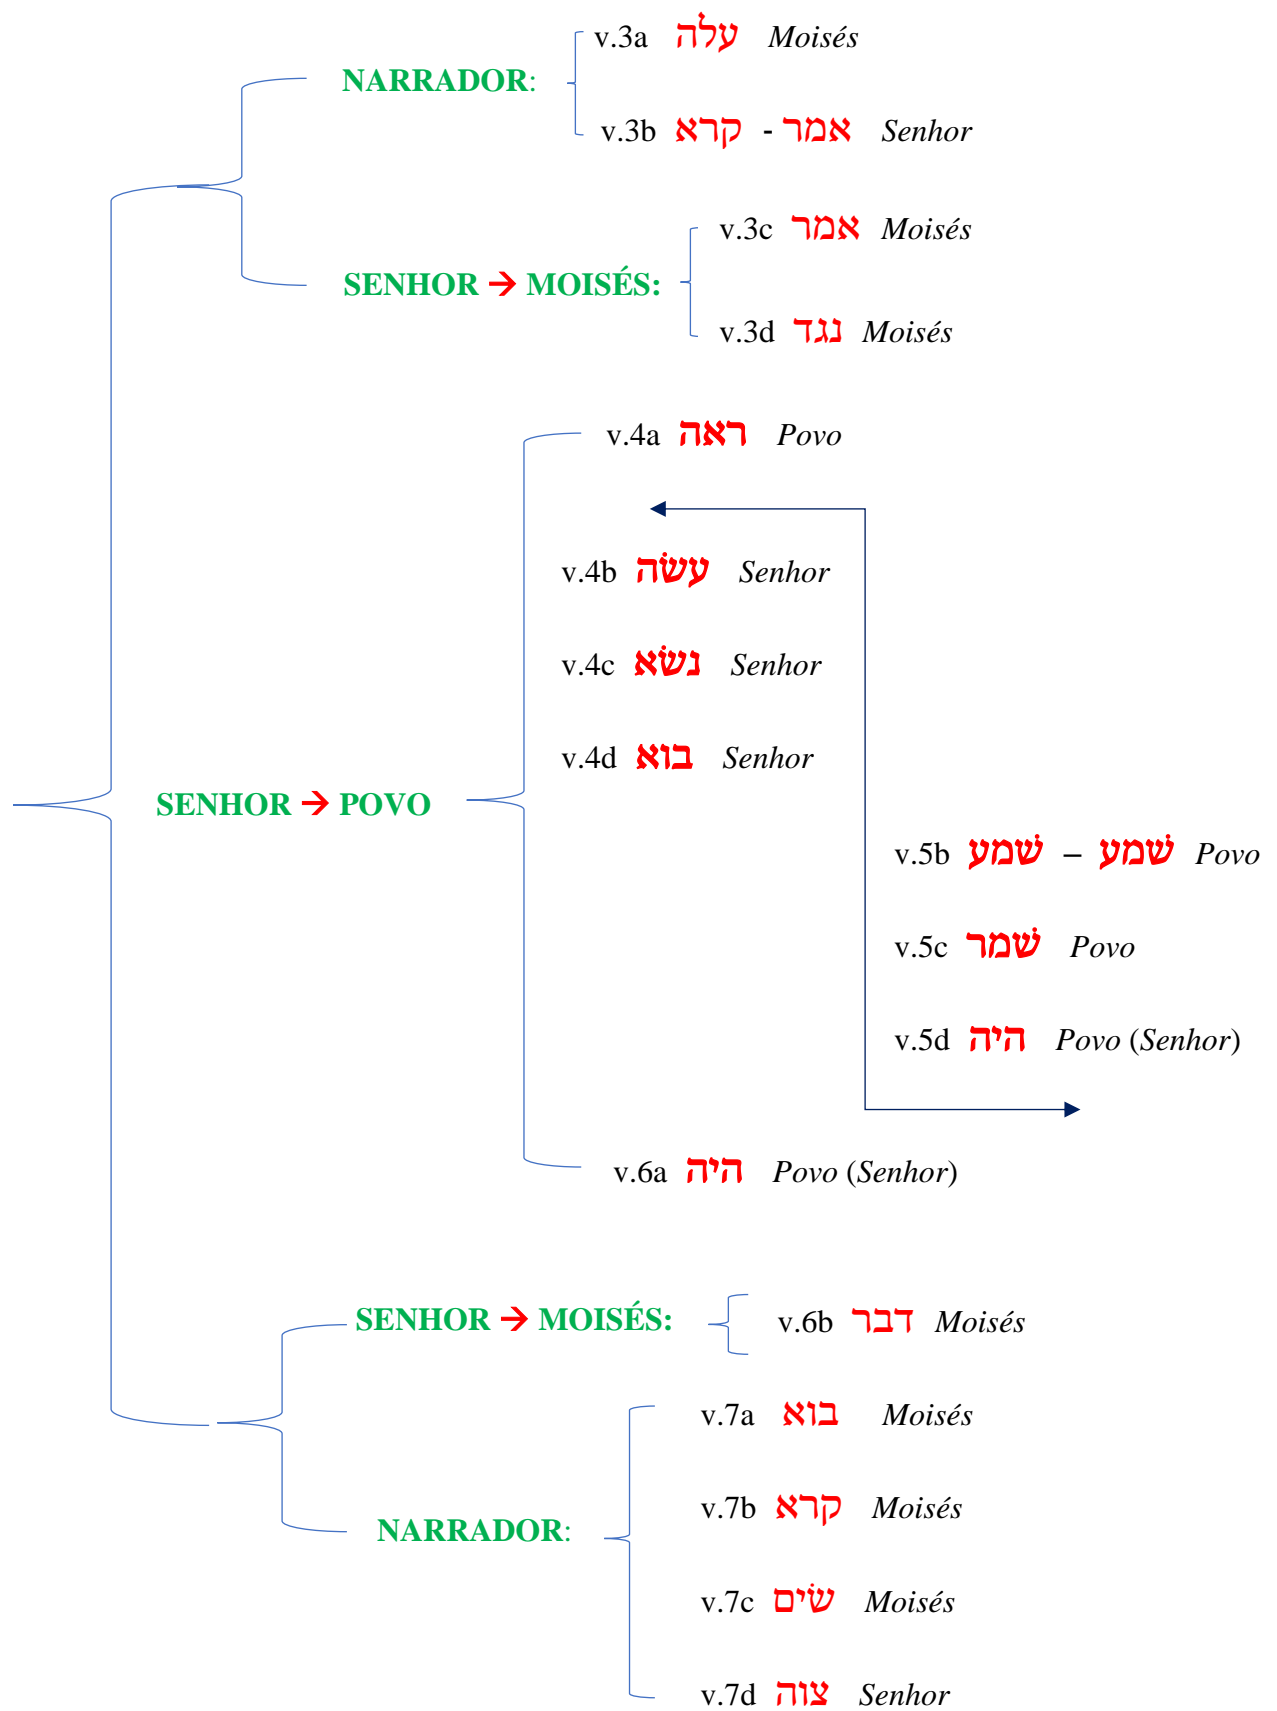 v.3a עלה Moisés
NARRADOR:
v.3b קרא - אמר Senhor
v.3c אמר Moisés
SENHOR → MOISÉS:
v.3d נגד Moisés
v.4a ראה Povo
v.4b עשׂה Senhor
v.4c נשׂא Senhor
v.4d בוא Senhor
SENHOR → POVO
v.5b שׁמע – שׁמע Povo
v.5c שׁמר Povo
v.5d היה Povo (Senhor)
v.6a היה Povo (Senhor)
SENHOR → MOISÉS:
v.6b דבר Moisés
v.7a בוא Moisés
v.7b קרא Moisés
NARRADOR:
v.7c שׂים Moisés
v.7d צוה Senhor